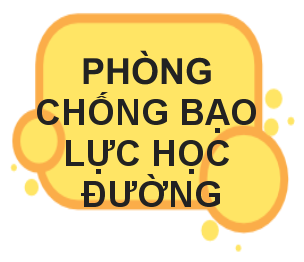 PHÒNG
CHỐNG BẠO
LỰC HỌC
ĐƯỜNG